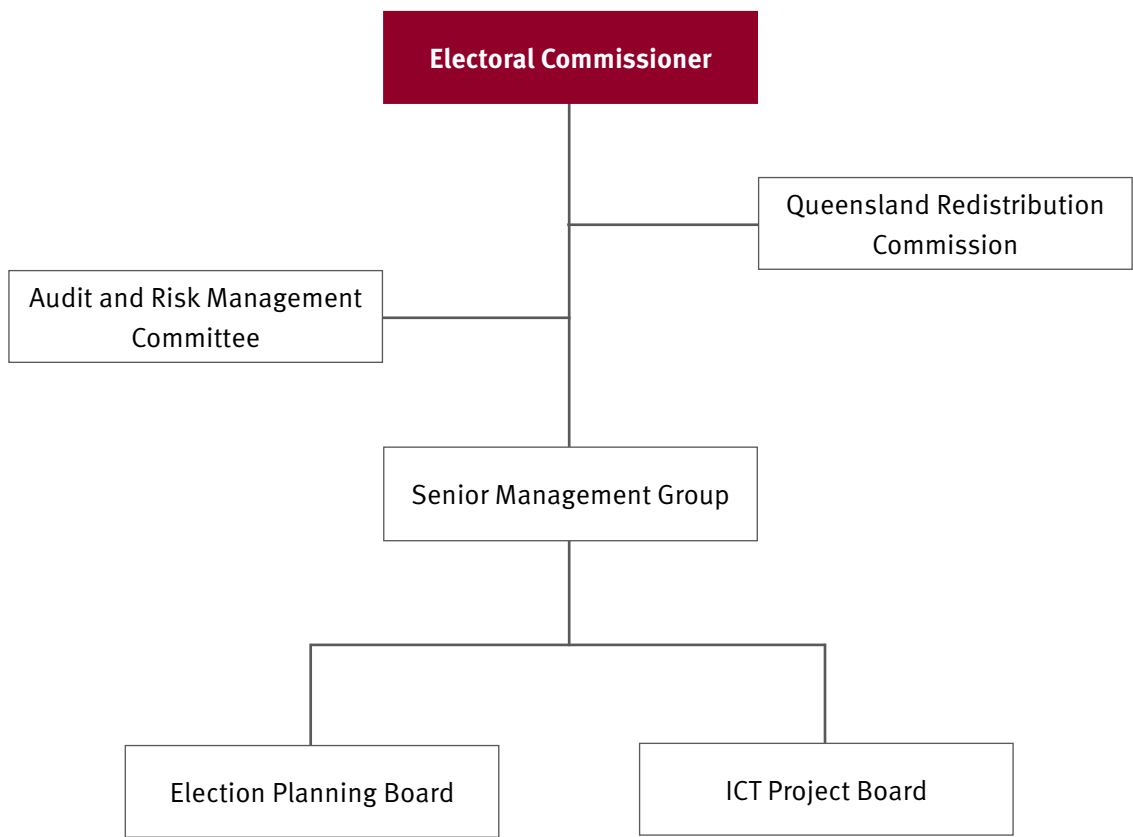 Electoral Commissioner
Queensland Redistribution
Commission
Audit and Risk Management
Committee
Senior Management Group
Election Planning Board
ICT Project Board